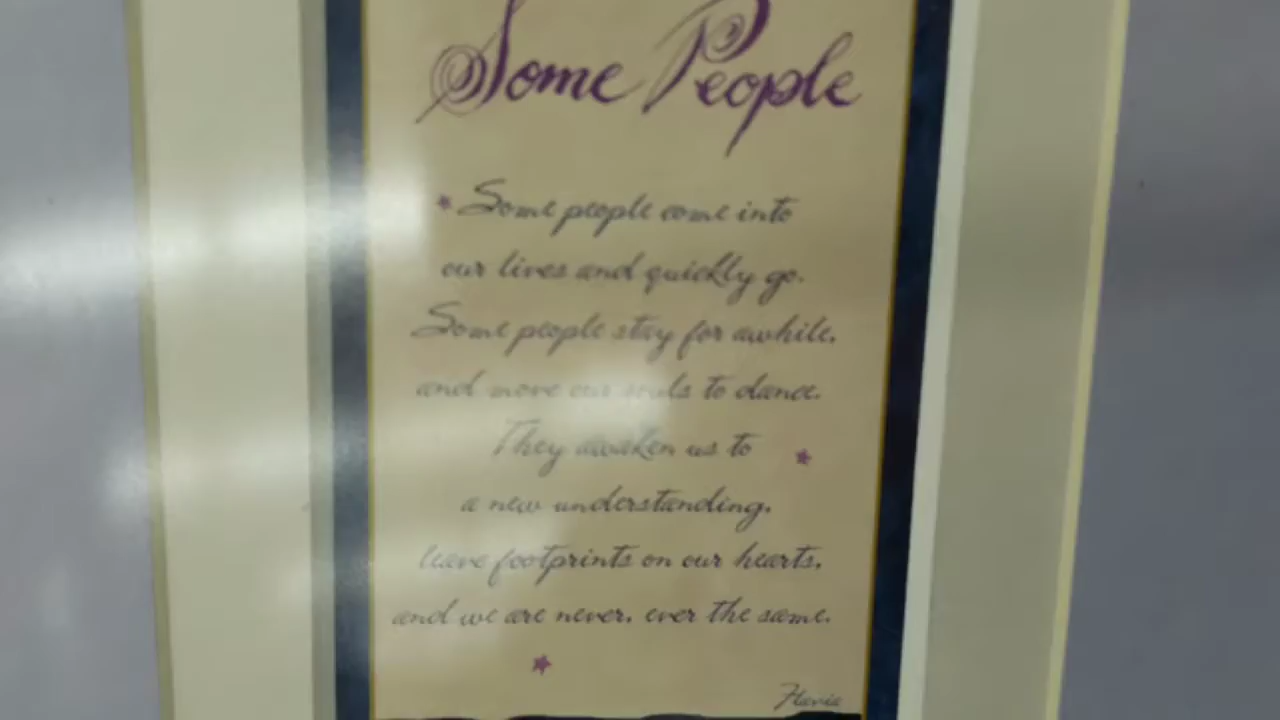 Some People
Some people come into
our lives and quickly go.
Some people stay for awhile,
and move our souls to dance.
They awaken us to
a new understanding,
leave footprints on our hearts,
and we are never, ever the same.
Flavia